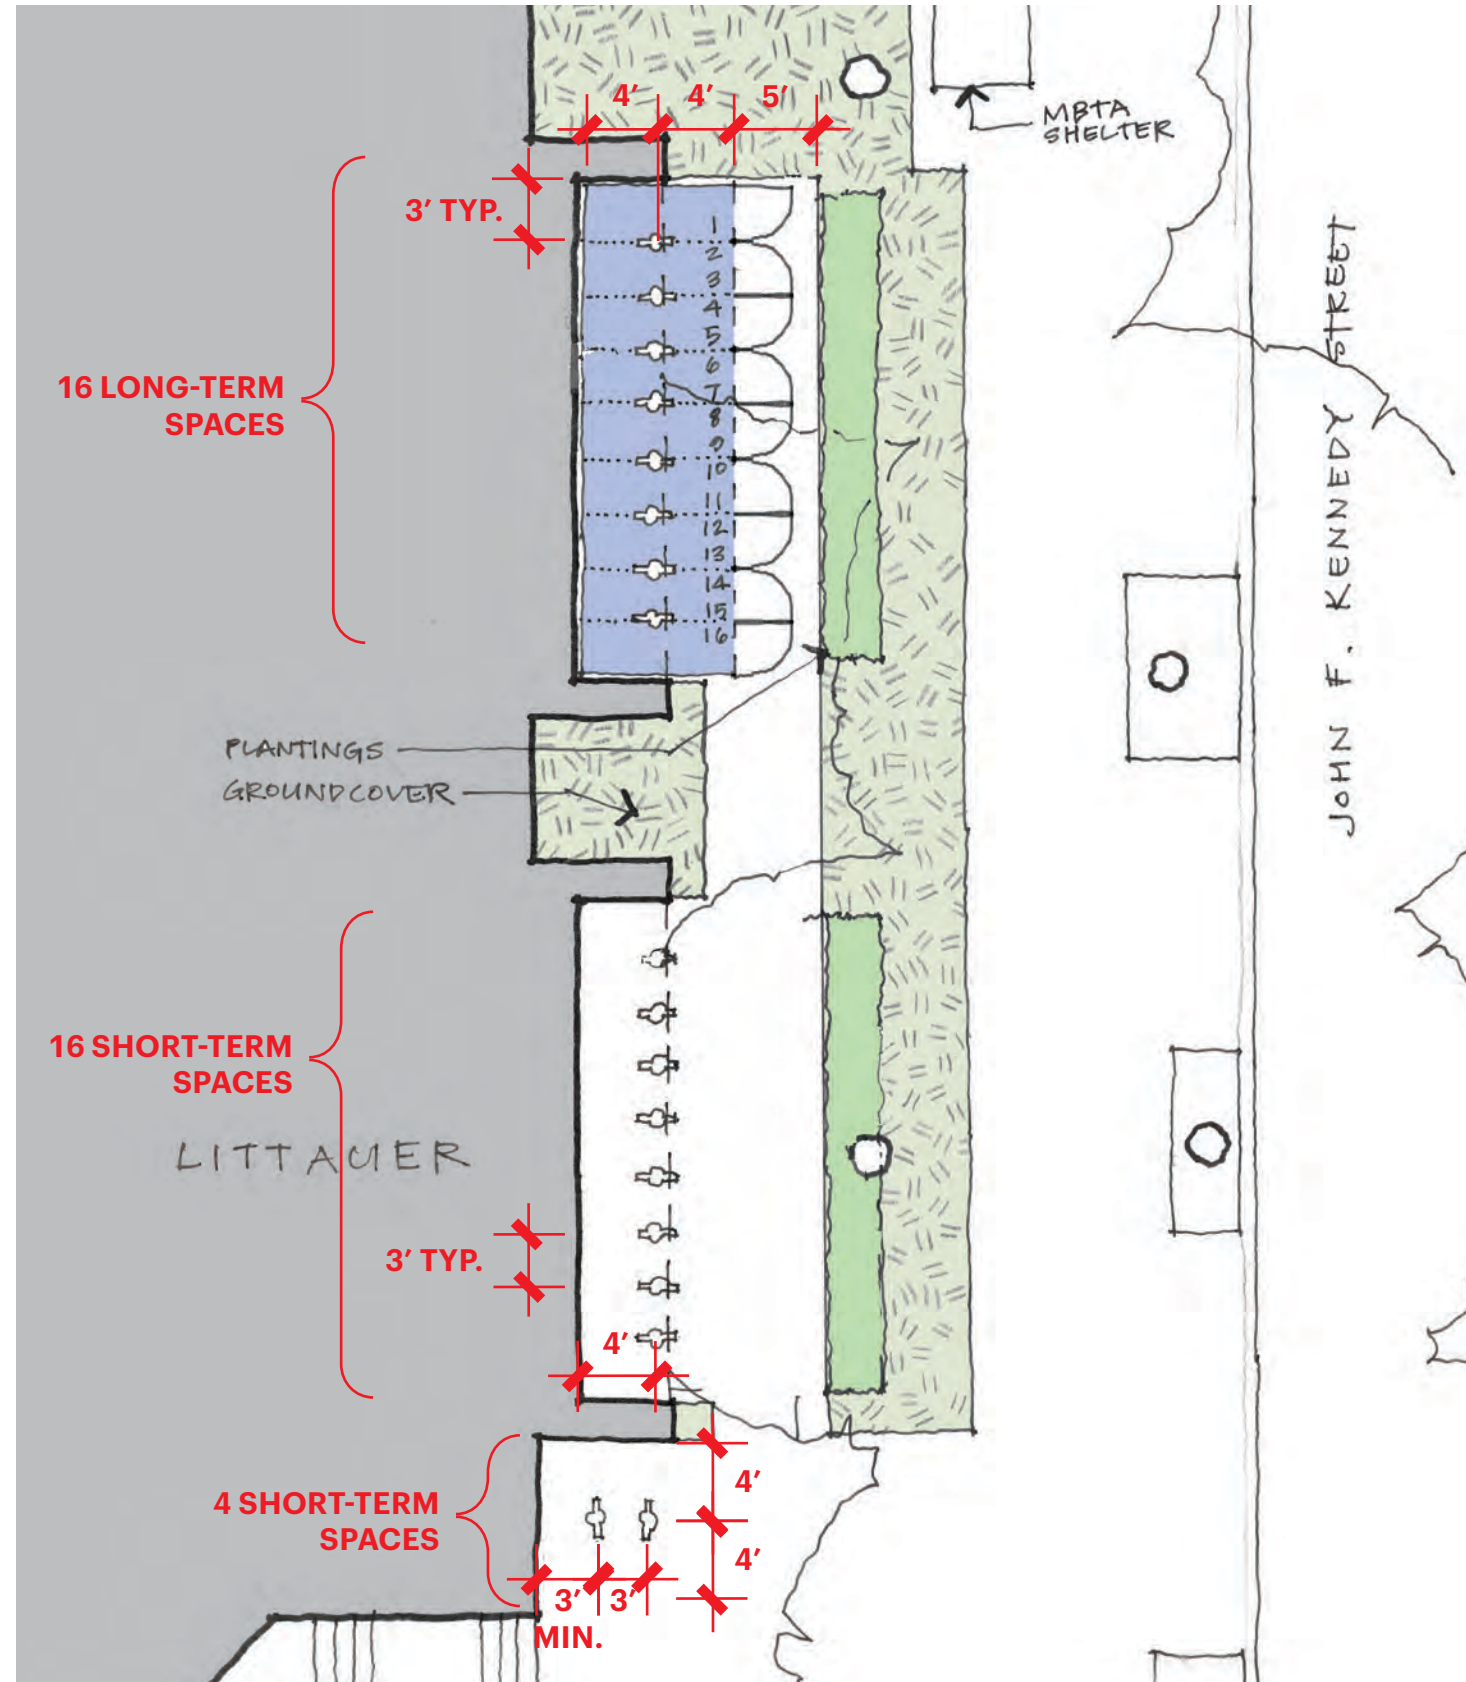 4′ 4′ 5′
MBTA
SHELTER
3′ TYP.
1
2
3
4
5
6
7
8
9
10
11
12
13
14
15
16
16 LONG-TERM
SPACES
JOHN F. KENNEDY STREET
PLANTINGS
GROUNDCOVER
16 SHORT-TERM
SPACES
LITTAUER
3′ TYP.
4′
4 SHORT-TERM
SPACES
4′
4′
3′ 3′
MIN.